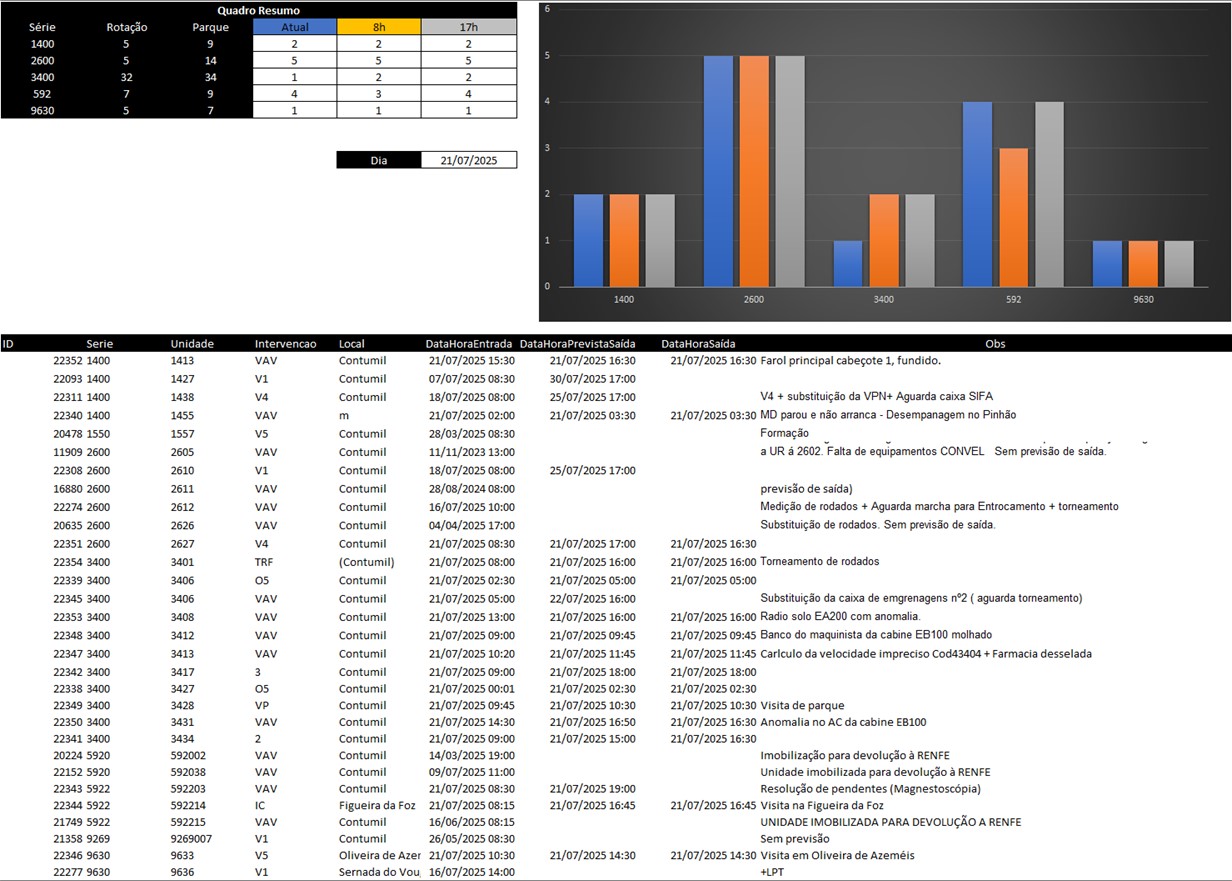 Quadro Resumo
Série Rotação Parque Atual 8h 17h
1400 5 9 2 2 2
2600 5 14 5 5 5
3400 32 34 1 2 2
592 7 9 4 3 4
9630 5 7 1 1 1
Dia 21/07/2025
6
5
4
3
2
1
0
1400 2600 3400 592 9630
ID Serie Unidade Intervencao Local DataHoraEntrada DataHoraPrevistaSaída DataHoraSaída Obs
22352 1400 1413 VAV Contumil 21/07/2025 15:30 21/07/2025 16:30 21/07/2025 16:30 Farol principal cabeçote 1, fundido.
22093 1400 1427 V1 Contumil 07/07/2025 08:30 30/07/2025 17:00
22311 1400 1438 V4 Contumil 18/07/2025 08:00 25/07/2025 17:00 V4 + substituição da VPN+ Aguarda caixa SIFA
22340 1400 1455 VAV m 21/07/2025 02:00 21/07/2025 03:30 21/07/2025 03:30 MD parou e não arranca - Desempanagem no Pinhão
20478 1550 1557 V5 Contumil 28/03/2025 08:30 Formação
11909 2600 2605 VAV Contumil 11/11/2023 13:00 a UR á 2602. Falta de equipamentos CONVEL Sem previsão de saída.
22308 2600 2610 V1 Contumil 18/07/2025 08:00 25/07/2025 17:00
16880 2600 2611 VAV Contumil 28/08/2024 08:00 previsão de saída)
22274 2600 2612 VAV Contumil 16/07/2025 10:00 Medição de rodados + Aguarda marcha para Entrocamento + torneamento
20635 2600 2626 VAV Contumil 04/04/2025 17:00 Substituição de rodados. Sem previsão de saída.
22351 2600 2627 V4 Contumil 21/07/2025 08:30 21/07/2025 17:00 21/07/2025 16:30
22354 3400 3401 TRF (Contumil) 21/07/2025 08:00 21/07/2025 16:00 21/07/2025 16:00 Torneamento de rodados
22339 3400 3406 O5 Contumil 21/07/2025 02:30 21/07/2025 05:00 21/07/2025 05:00
22345 3400 3406 VAV Contumil 21/07/2025 05:00 22/07/2025 16:00 Substituição da caixa de emgrenagens nº2 ( aguarda torneamento)
22353 3400 3408 VAV Contumil 21/07/2025 13:00 21/07/2025 16:00 21/07/2025 16:00 Radio solo EA200 com anomalia.
22348 3400 3412 VAV Contumil 21/07/2025 09:00 21/07/2025 09:45 21/07/2025 09:45 Banco do maquinista da cabine EB100 molhado
22347 3400 3413 VAV Contumil 21/07/2025 10:20 21/07/2025 11:45 21/07/2025 11:45 Carlculo da velocidade impreciso Cod43404 + Farmacia desselada
22342 3400 3417 3 Contumil 21/07/2025 09:00 21/07/2025 18:00 21/07/2025 18:00
22338 3400 3427 O5 Contumil 21/07/2025 00:01 21/07/2025 02:30 21/07/2025 02:30
22349 3400 3428 VP Contumil 21/07/2025 09:45 21/07/2025 10:30 21/07/2025 10:30 Visita de parque
22350 3400 3431 VAV Contumil 21/07/2025 14:30 21/07/2025 16:50 21/07/2025 16:30 Anomalia no AC da cabine EB100
22341 3400 3434 2 Contumil 21/07/2025 09:00 21/07/2025 15:00 21/07/2025 16:30
20224 5920 592002 VAV Contumil 14/03/2025 19:00 Imobilização para devolução à RENFE
22152 5920 592038 VAV Contumil 09/07/2025 11:00 Unidade imobilizada para devolução à RENFE
22343 5922 592203 VAV Contumil 21/07/2025 08:30 21/07/2025 19:00 Resolução de pendentes (Magnestoscópia)
22344 5922 592214 IC Figueira da Foz 21/07/2025 08:15 21/07/2025 16:45 21/07/2025 16:45 Visita na Figueira da Foz
21749 5922 592215 VAV Contumil 16/06/2025 08:15 UNIDADE IMOBILIZADA PARA DEVOLUÇÃO A RENFE
21358 9269 9269007 V1 Contumil 26/05/2025 08:30 Sem previsão
22346 9630 9633 V5 Oliveira de Azer 21/07/2025 10:30 21/07/2025 14:30 21/07/2025 14:30 Visita em Oliveira de Azeméis
22277 9630 9636 V1 Sernada do Vou 16/07/2025 14:00 +LPT